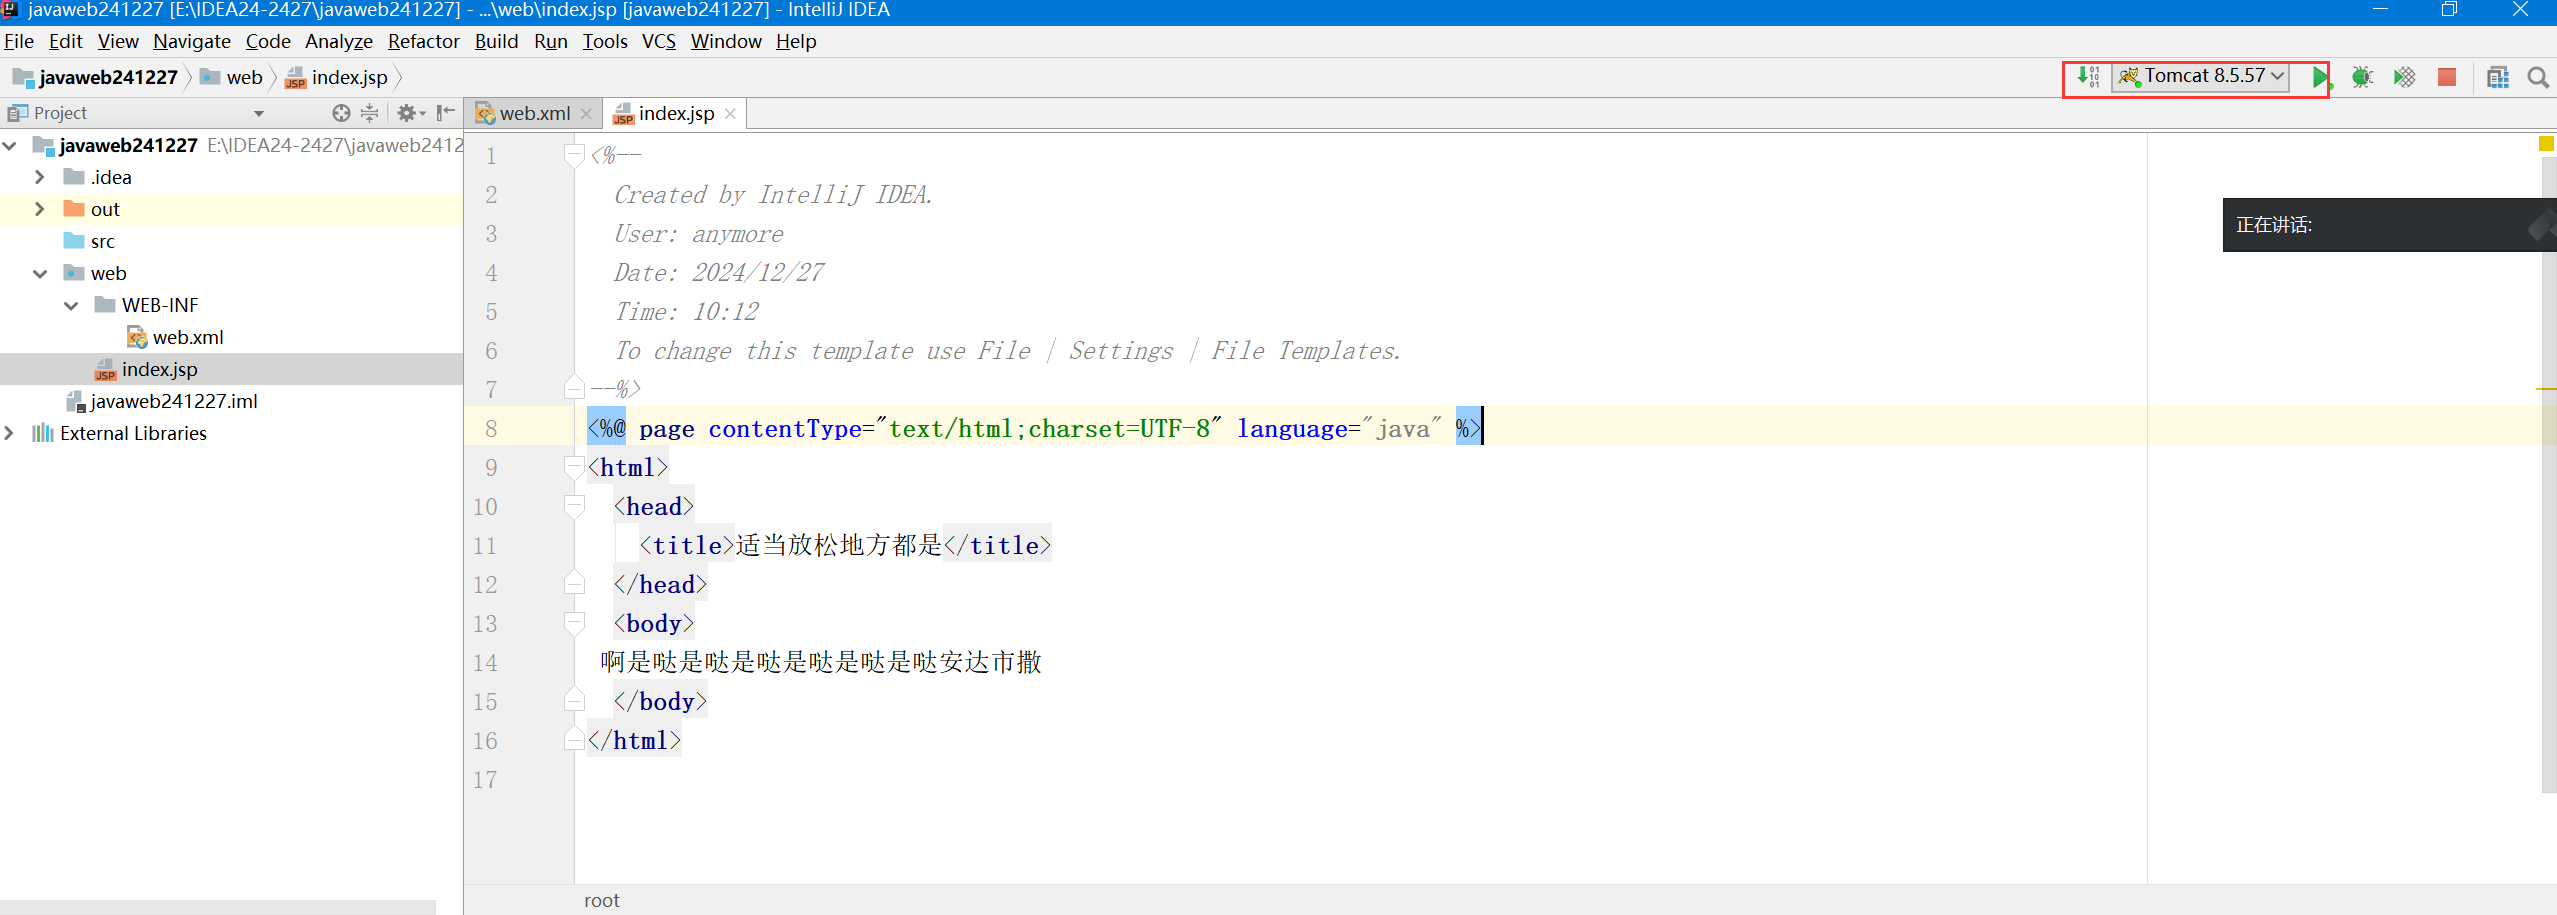 javaweb241227 [E:\IDEA24-2427\javaweb241227] - ...\web\index.jsp [javaweb241227] - IntelliJ IDEA
File Edit View Navigate Code Analyze Refactor Build Run Tools VCS Window Help
javaweb241227 web index.jsp Tomcat 8.5.57
Project
web.xml index.jsp
javaweb241227 E:\IDEA24-2427\javaweb2412
.idea
out
src
web
WEB-INF
web.xml
index.jsp
javaweb241227.iml
External Libraries
1 <%--
2 Created by IntelliJ IDEA.
3 User: anymore
4 Date: 2024/12/27
5 Time: 10:12
6 To change this template use File | Settings | File Templates.
7 --%>
8 <%@ page contentType="text/html;charset=UTF-8" language="java" %>
9 <html>
10 <head>
11 <title>适当放松地方都是</title>
12 </head>
13 <body>
14 啊是哒是哒是哒是哒是哒是哒安达市撒
15 </body>
16 </html>
17
正在讲话:
root